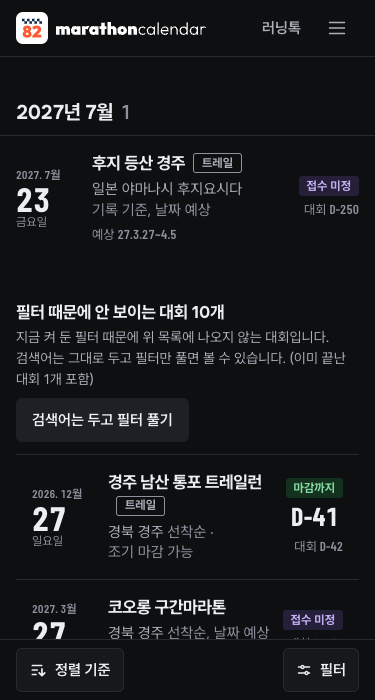 82 marathoncalendar 러닝톡
2027년 7월 1
2027. 7월
23
금요일
후지 등산 경주 트레일
일본 야마나시 후지요시다
기록 기준, 날짜 예상
예상 27.3.27~4.5
접수 미정
대회 D-250
필터 때문에 안 보이는 대회 10개
지금 켜 둔 필터 때문에 위 목록에 나오지 않는 대회입니다.
검색어는 그대로 두고 필터만 풀면 볼 수 있습니다. (이미 끝난
대회 1개 포함)
검색어는 두고 필터 풀기
2026. 12월
27
일요일
경주 남산 통포 트레일런
트레일
경북 경주 선착순 ·
조기 마감 가능
마감까지
D-41
대회 D-42
2027. 3월
27
코오롱 구간마라톤
경북 경주 선착순, 날짜 예상
접수 미정
정렬 기준
필터